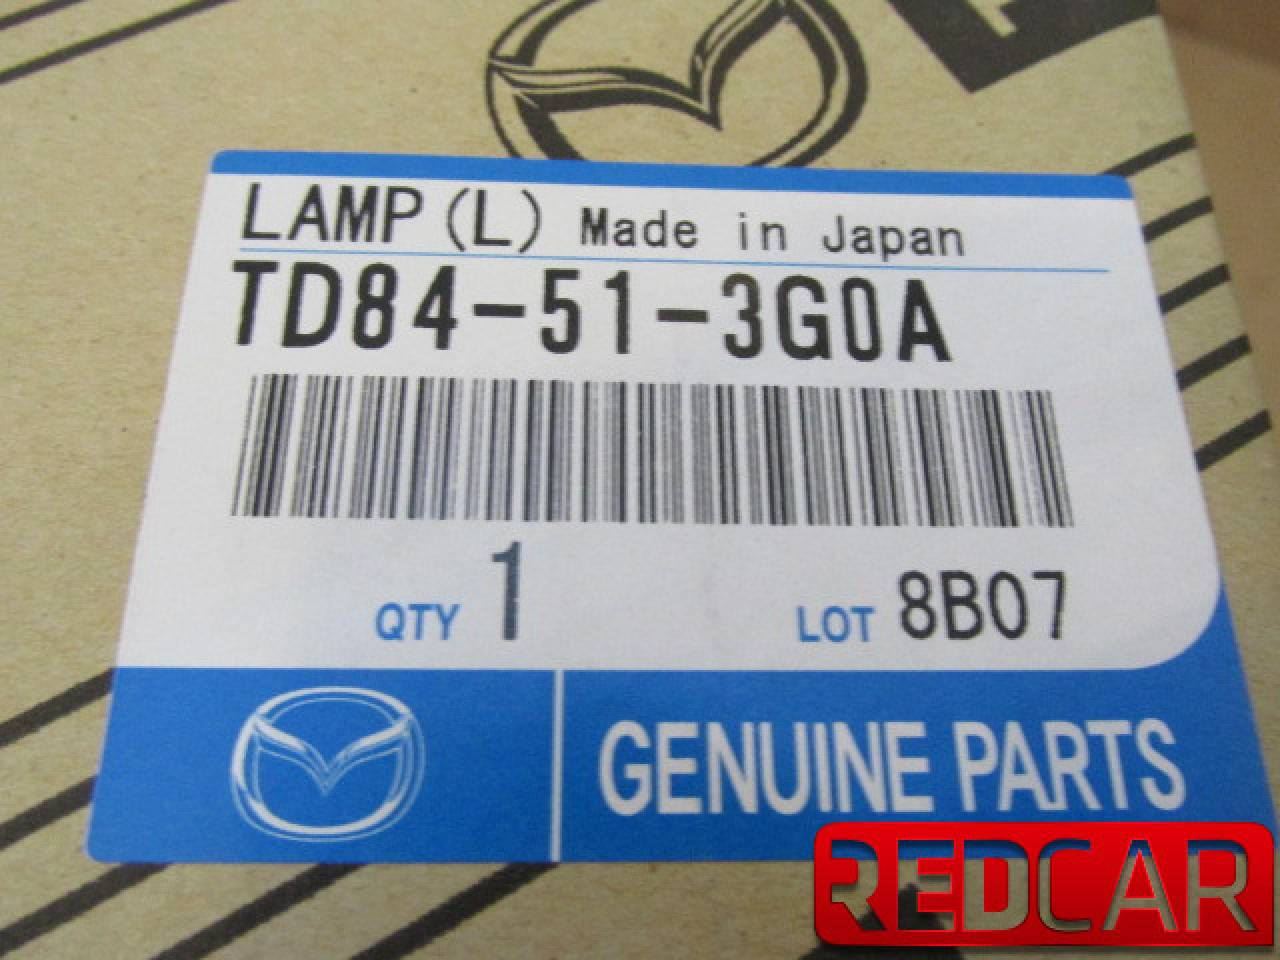 LAMP (L) Made in Japan
TD84-51-3G0A
QTY 1 LOT 8B07
GENUINE PARTS
REDCAR